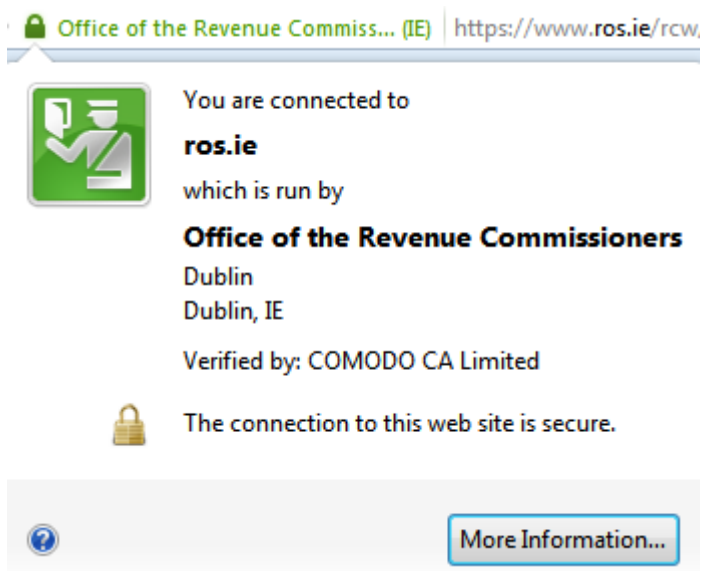 Office of the Revenue Commiss... (IE) https://www.ros.ie/rcw/
You are connected to
ros.ie
which is run by
Office of the Revenue Commissioners
Dublin
Dublin, IE
Verified by: COMODO CA Limited
The connection to this web site is secure.
? More Information...